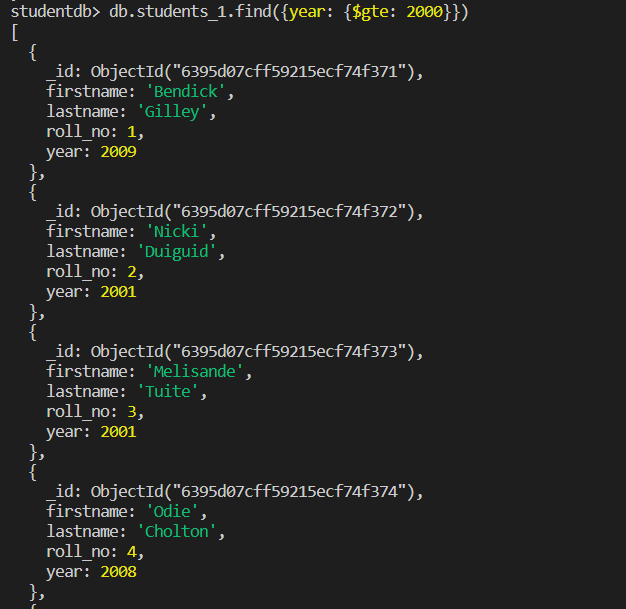 studentdb> db.students_1.find({year: {$gte: 2000}})
[
  {
    _id: ObjectId("6395d07cff59215ecf74f371"),
    firstname: 'Bendick',
    lastname: 'Gilley',
    roll_no: 1,
    year: 2009
  },
  {
    _id: ObjectId("6395d07cff59215ecf74f372"),
    firstname: 'Nicki',
    lastname: 'Duiguid',
    roll_no: 2,
    year: 2001
  },
  {
    _id: ObjectId("6395d07cff59215ecf74f373"),
    firstname: 'Melisande',
    lastname: 'Tuite',
    roll_no: 3,
    year: 2001
  },
  {
    _id: ObjectId("6395d07cff59215ecf74f374"),
    firstname: 'Odie',
    lastname: 'Cholton',
    roll_no: 4,
    year: 2008
  },